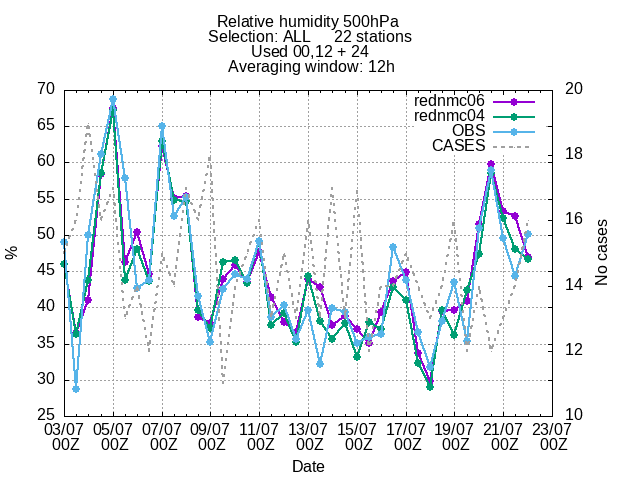 Relative humidity 500hPa
Selection: ALL 22 stations
Used 00,12 + 24
Averaging window: 12h
70 20
rednmc06
rednmc04
OBS
CASES
65
60 18
55
50 16
45
40 14
35 12
30
25 10
% No cases
03/07 05/07 07/07 09/07 11/07 13/07 15/07 17/07 19/07 21/07 23/07
00Z 00Z 00Z 00Z 00Z 00Z 00Z 00Z 00Z 00Z 00Z
Date